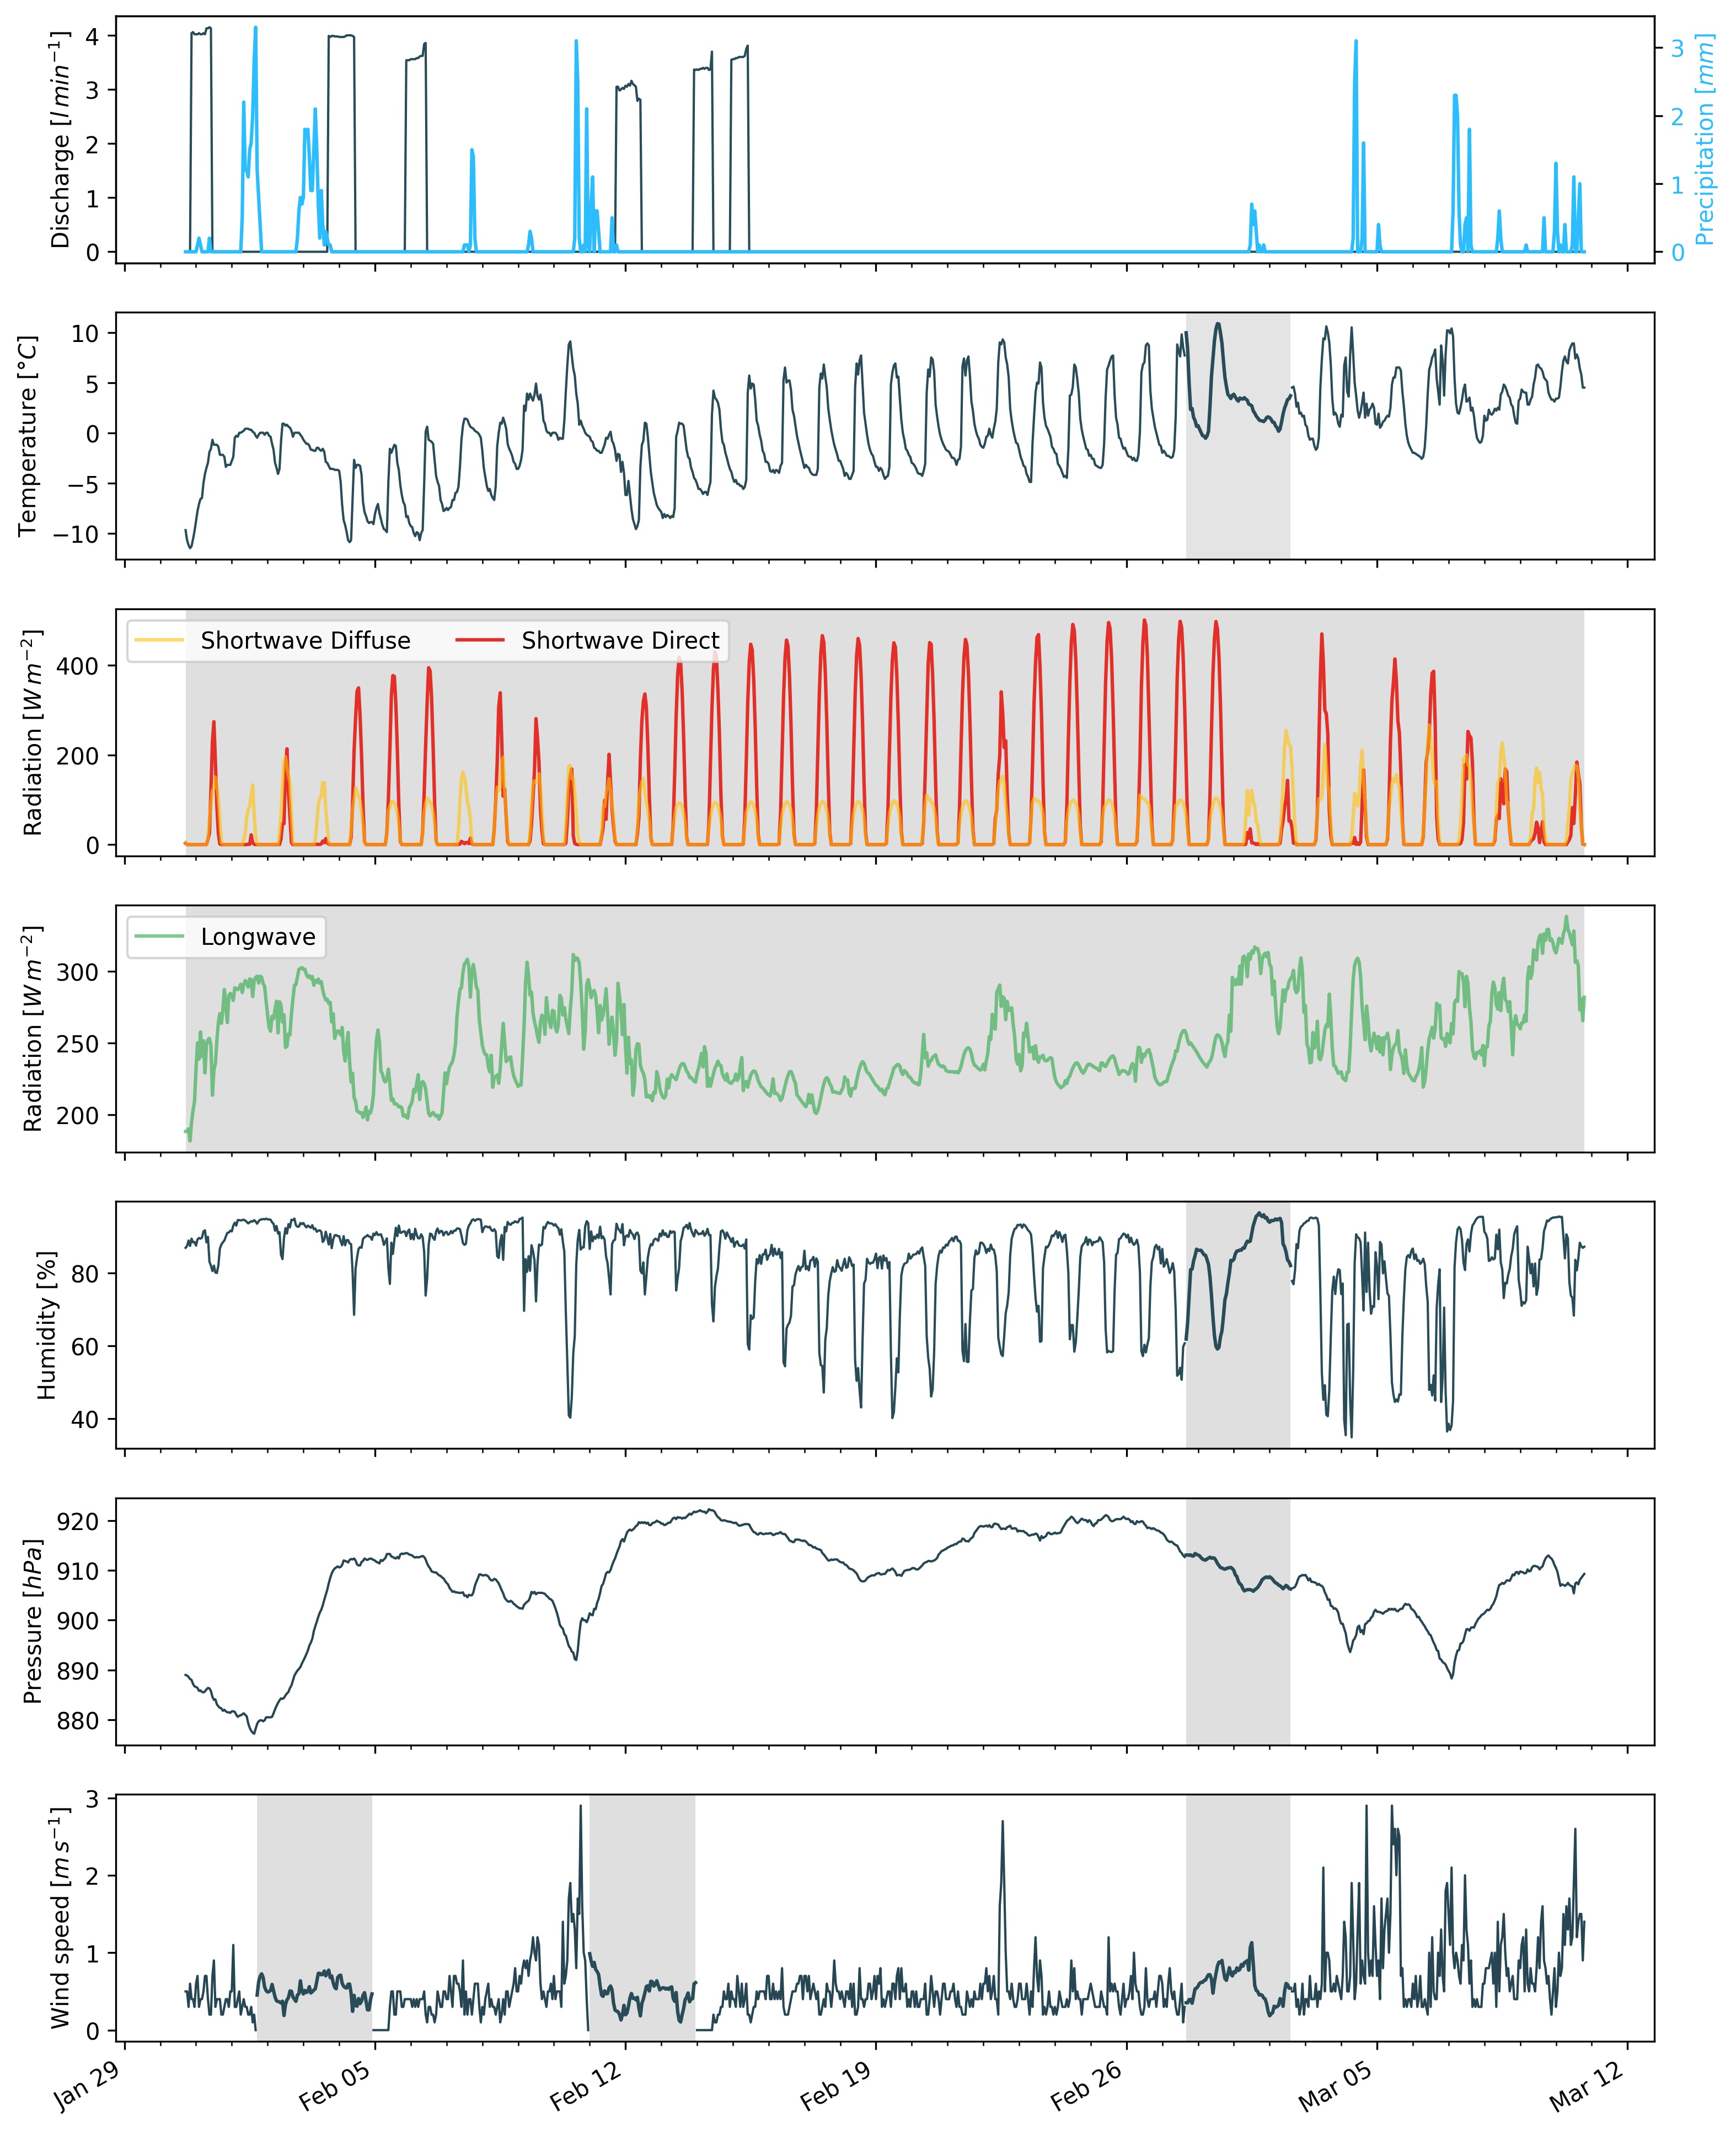 Discharge [l min⁻¹]
4
3
2
1
0
3
2
1
0
Precipitation [mm]
Temperature [°C]
10
5
0
−5
−10
Radiation [W m⁻²]
400
200
0
Shortwave Diffuse Shortwave Direct
Radiation [W m⁻²]
300
250
200
Longwave
Humidity [%]
80
60
40
Pressure [hPa]
920
910
900
890
880
Wind speed [m s⁻¹]
3
2
1
0
Jan 29 Feb 05 Feb 12 Feb 19 Feb 26 Mar 05 Mar 12